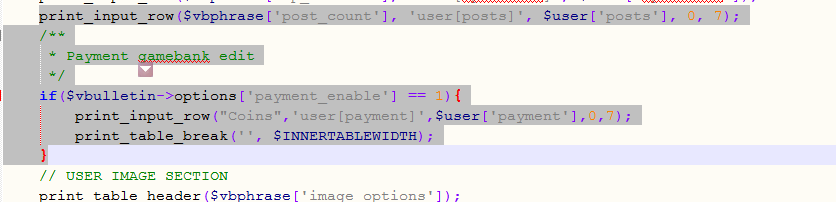 print_input_row($vbphrase['post_count'], 'user[posts]', $user['posts'], 0, 7);
/**
* Payment gamebank edit
*/
if($vbulletin->options['payment_enable'] == 1){
print_input_row("Coins",'user[payment]',$user['payment'],0,7);
print_table_break('', $INNERTABLEWIDTH);
}
// USER IMAGE SECTION
print_table_header($vbphrase['image_options']);